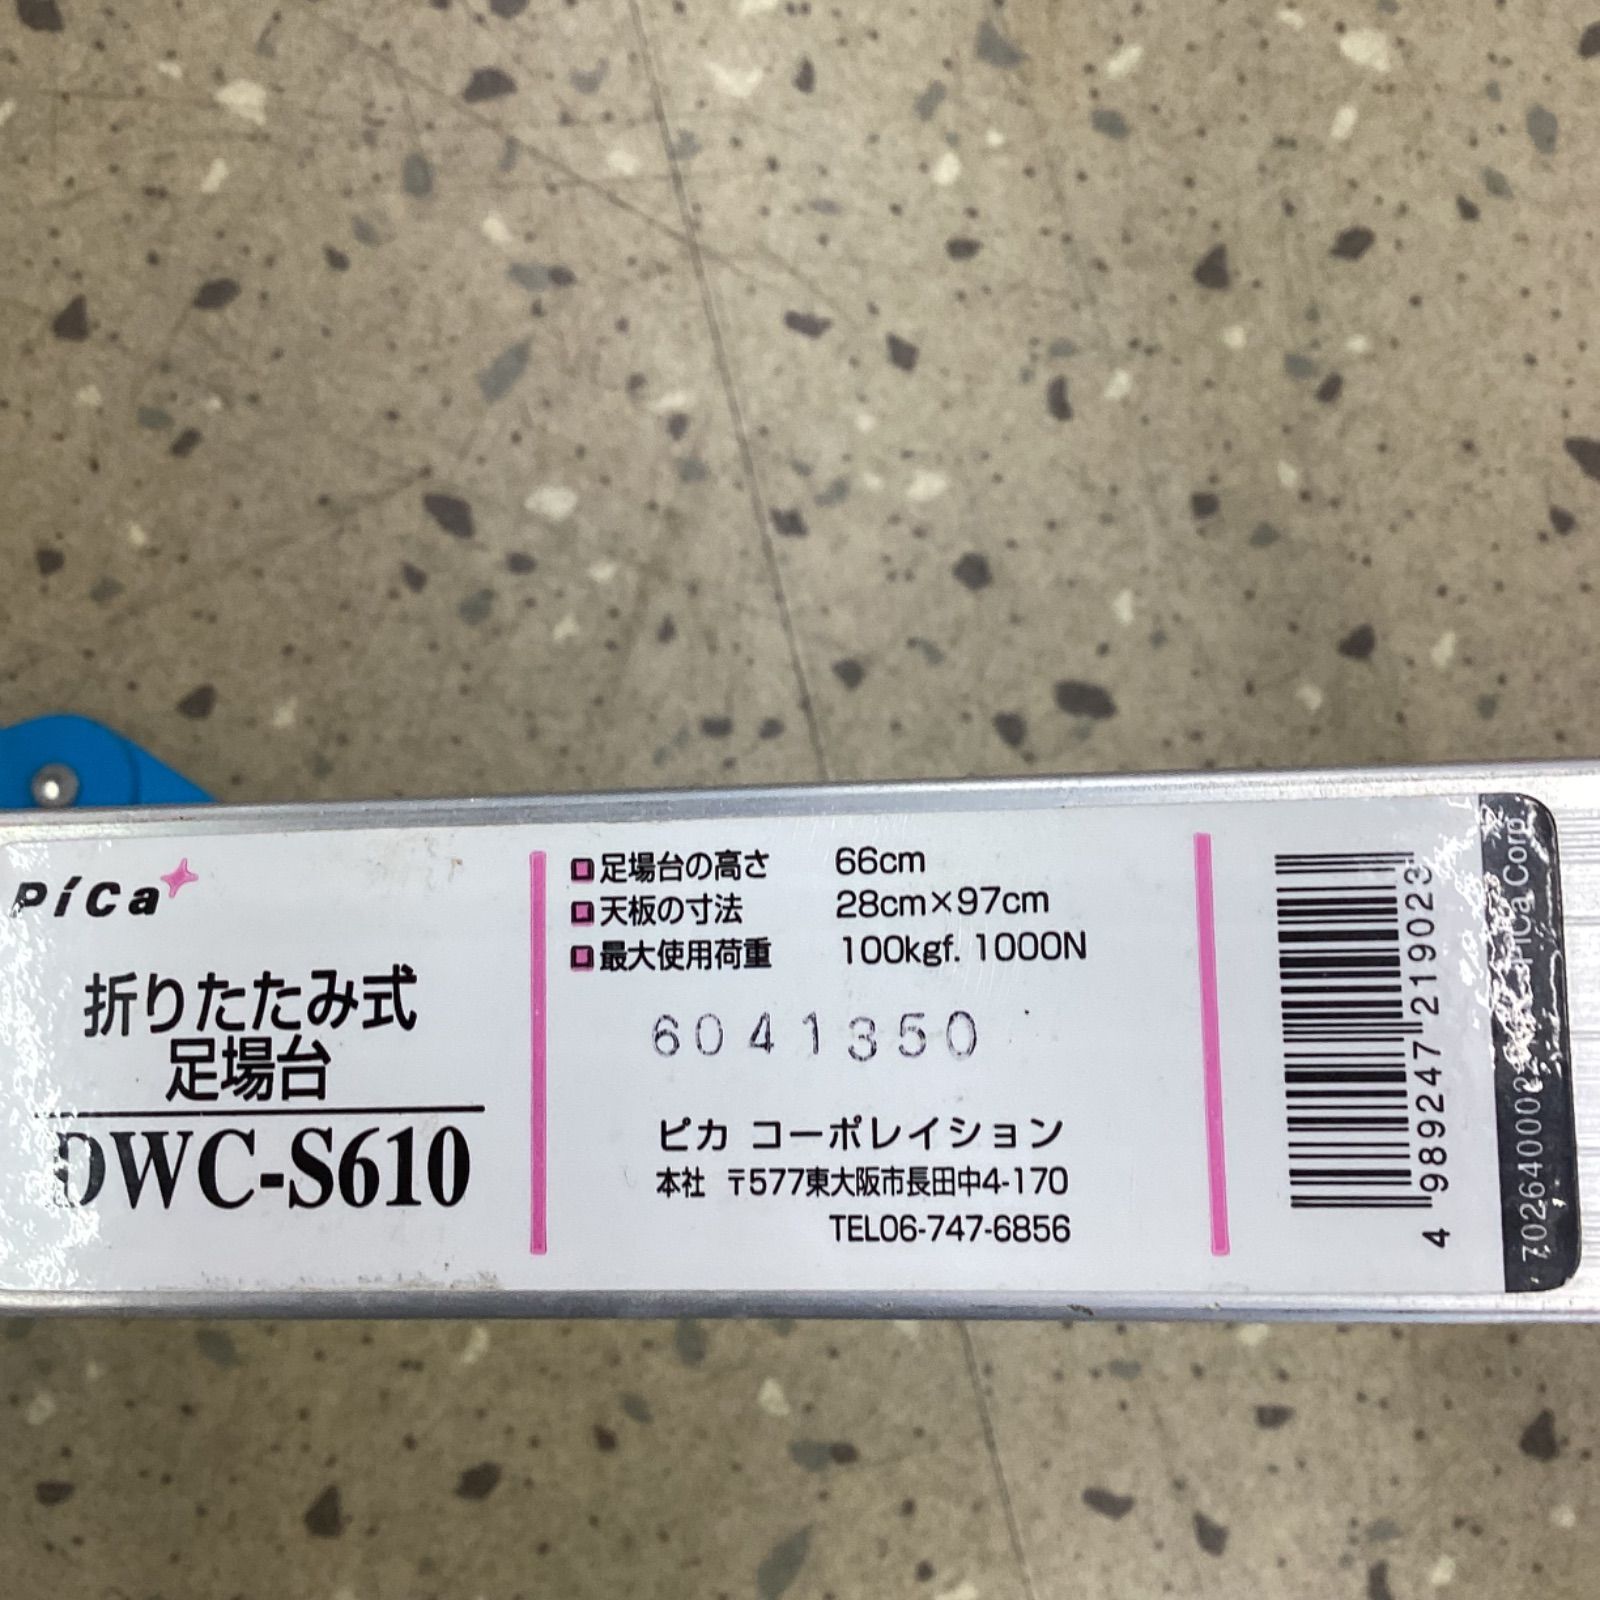 Pica
折りたたみ式
足場台
DWC-S610
足場台の高さ 66cm
天板の寸法 28cm×97cm
最大使用荷重 100kgf. 1000N
6041350
ピカ コーポレイション
本社 〒577東大阪市長田中4-170
TEL06-747-6856
4 989247 219023
Pica Corp.